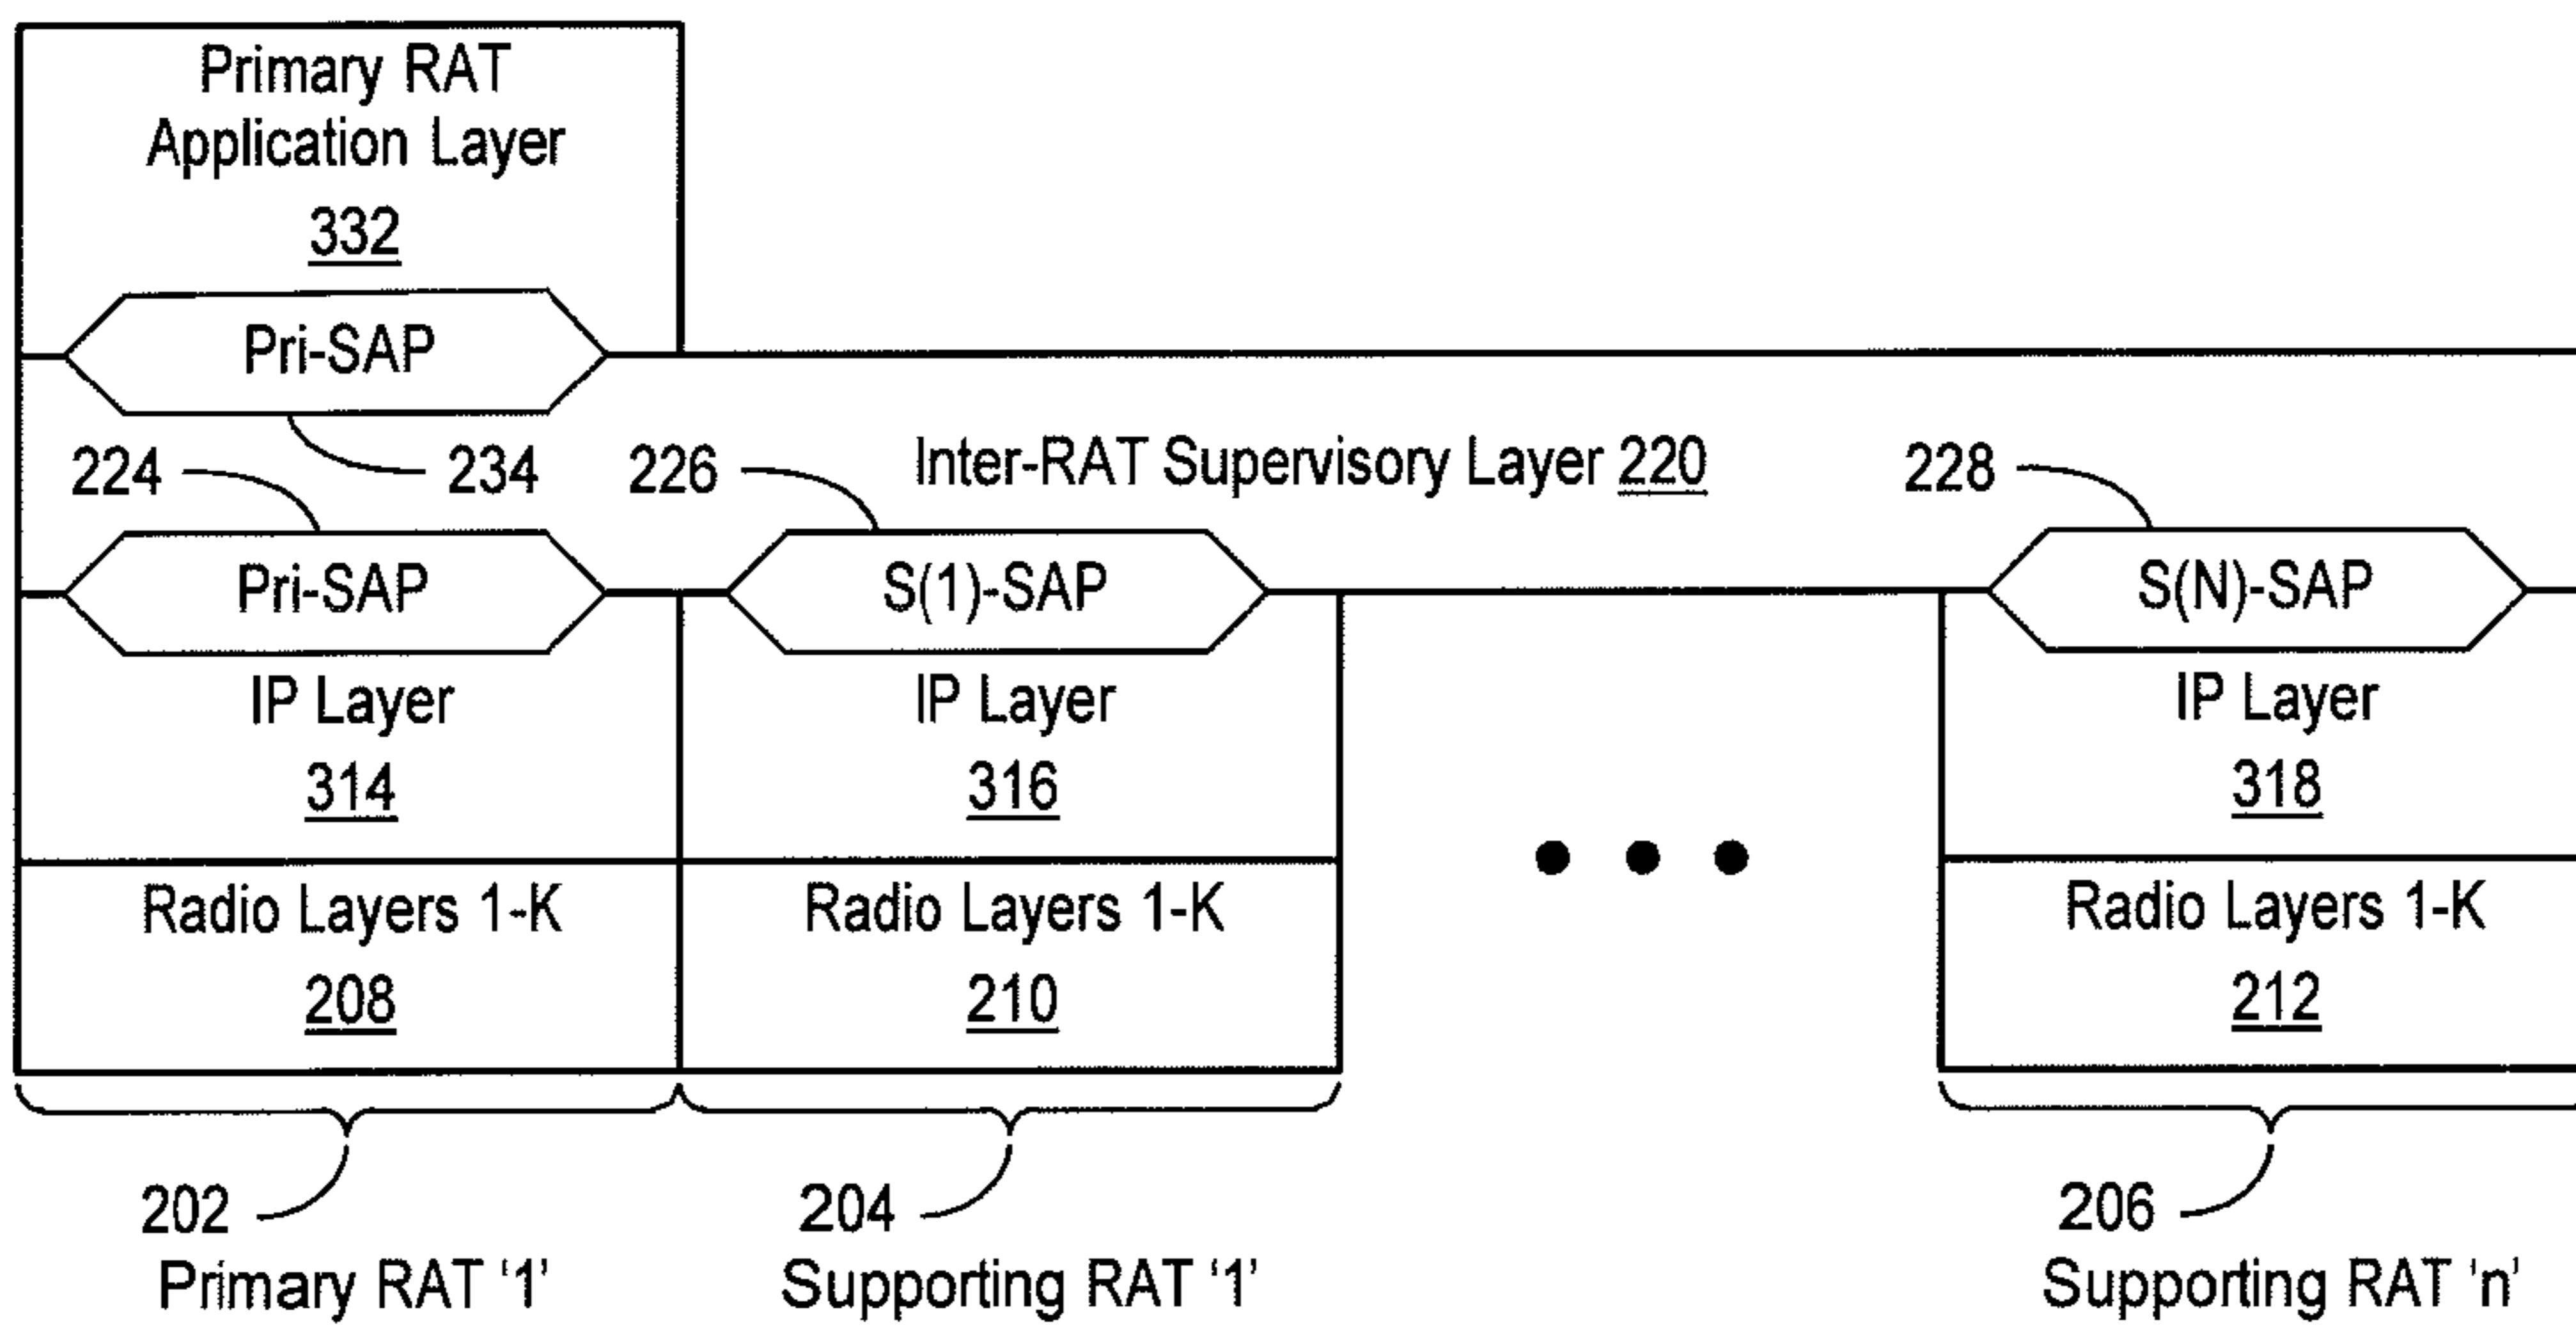 Primary RAT
Application Layer
332
Pri-SAP
224
234
226
Inter-RAT Supervisory Layer 220
228
Pri-SAP
S(1)-SAP
S(N)-SAP
IP Layer
314
IP Layer
316
IP Layer
318
Radio Layers 1-K
208
Radio Layers 1-K
210
Radio Layers 1-K
212
202
Primary RAT ‘1’
204
Supporting RAT ‘1’
206
Supporting RAT ‘n’